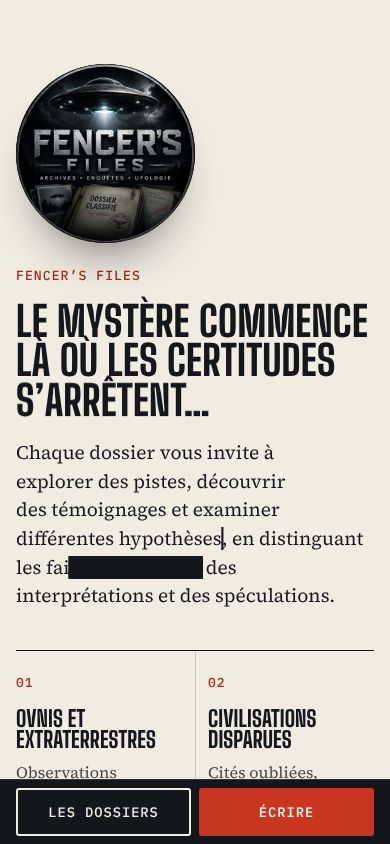 FENCER'S
FILES
ARCHIVES • ENQUÊTES • UFOLOGIE
DOSSIER
CLASSIFIÉ
FENCER’S FILES
LE MYSTÈRE COMMENCE
LÀ OÙ LES CERTITUDES
S’ARRÊTENT…
Chaque dossier vous invite à
explorer des pistes, découvrir
des témoignages et examiner
différentes hypothèses, en distinguant
les des
interprétations et des spéculations.
01
OVNIS ET
EXTRATERRESTRES
Observations
02
CIVILISATIONS
DISPARUES
Cités oubliées,
LES DOSSIERS
ÉCRIRE